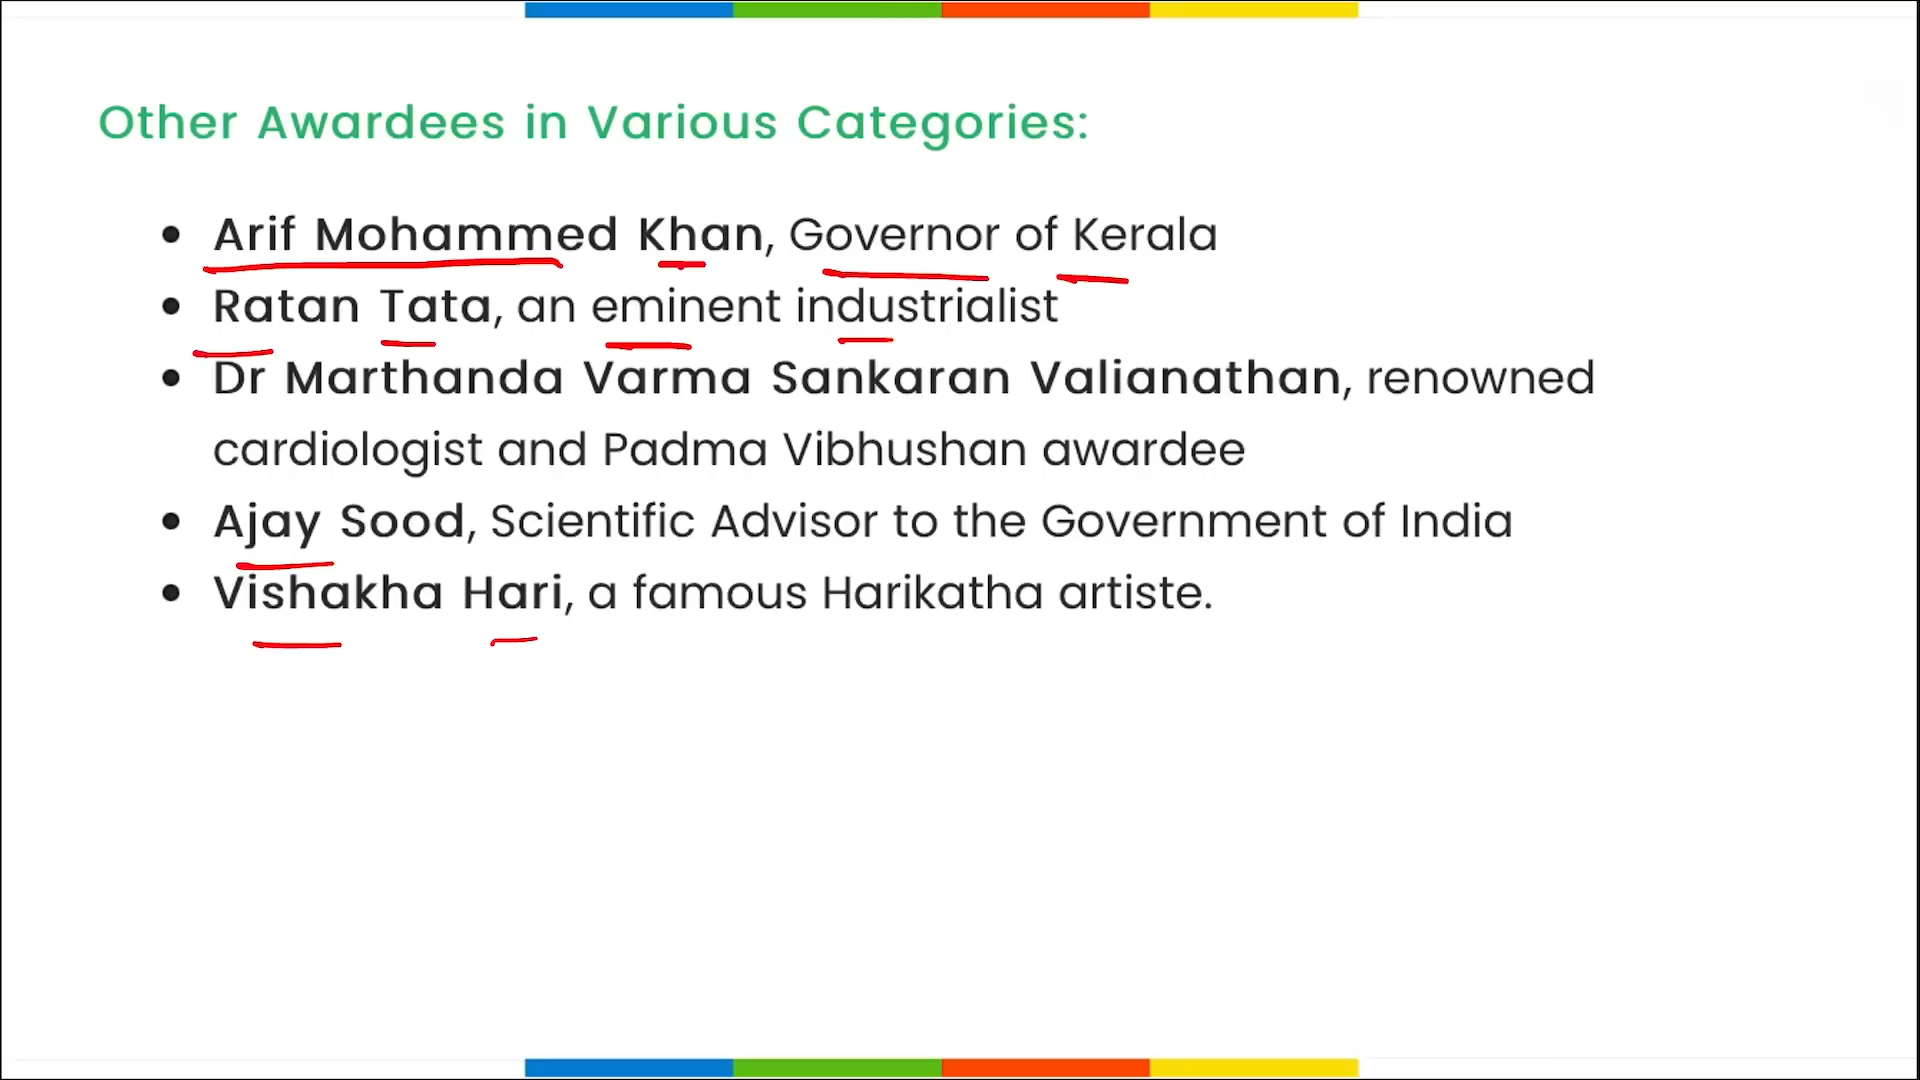 Other Awardees in Various Categories:
• Arif Mohammed Khan, Governor of Kerala
• Ratan Tata, an eminent industrialist
• Dr Marthanda Varma Sankaran Valianathan, renowned
cardiologist and Padma Vibhushan awardee
• Ajay Sood, Scientific Advisor to the Government of India
• Vishakha Hari, a famous Harikatha artiste.